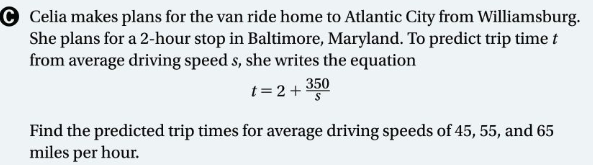 C Celia makes plans for the van ride home to Atlantic City from Williamsburg.
She plans for a 2-hour stop in Baltimore, Maryland. To predict trip time t
from average driving speed s, she writes the equation
t = 2 + 350/s
Find the predicted trip times for average driving speeds of 45, 55, and 65
miles per hour.